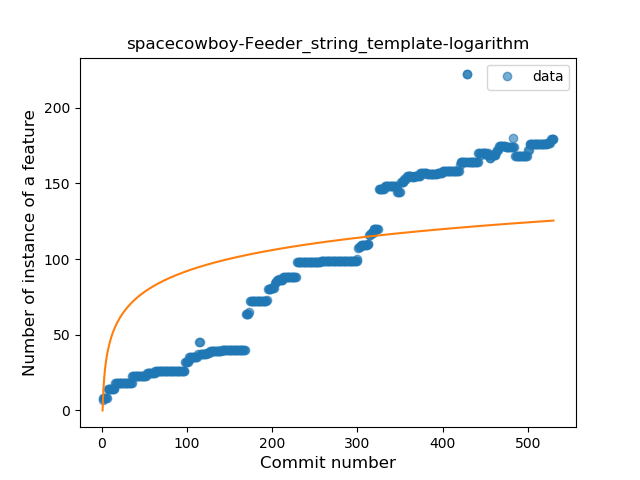 spacecowboy-Feeder_string_template-logarithm
data
Number of instance of a feature
200
150
100
50
0
0 100 200 300 400 500
Commit number